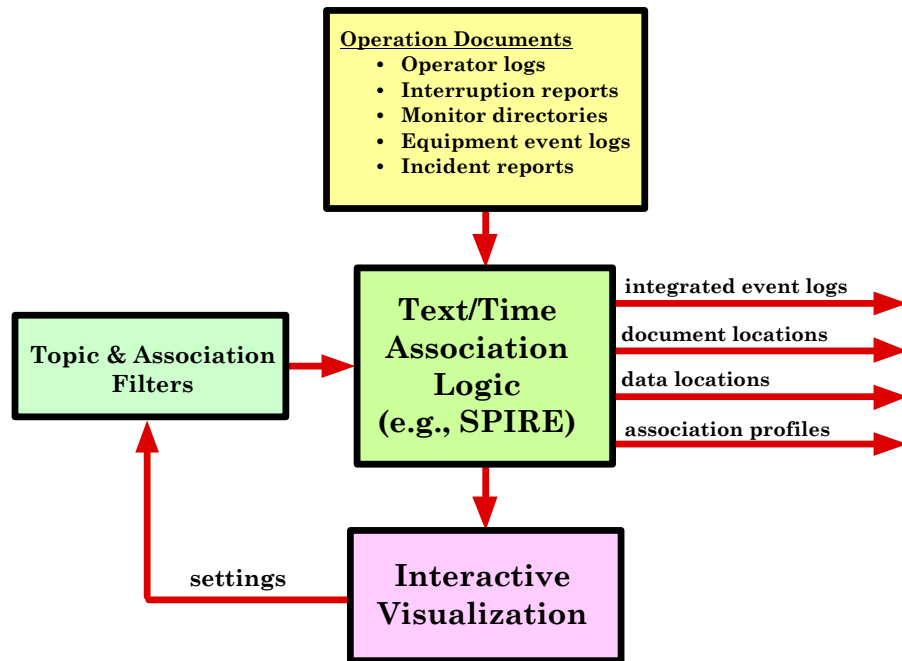 Operation Documents
• Operator logs
• Interruption reports
• Monitor directories
• Equipment event logs
• Incident reports
Text/Time
Association
Logic
(e.g., SPIRE)
integrated event logs
document locations
data locations
association profiles
Topic & Association
Filters
settings
Interactive
Visualization